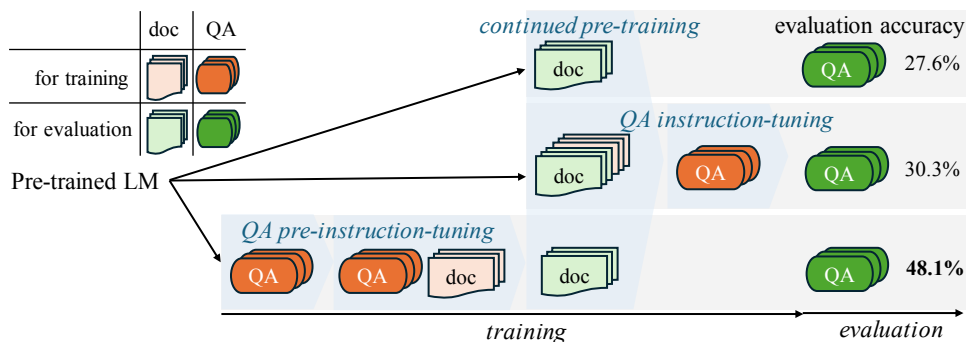 doc QA
for training
for evaluation
Pre-trained LM
continued pre-training
evaluation accuracy
doc
QA
27.6%
QA instruction-tuning
doc
QA
QA
30.3%
QA pre-instruction-tuning
QA
QA
doc
doc
QA
48.1%
training
evaluation